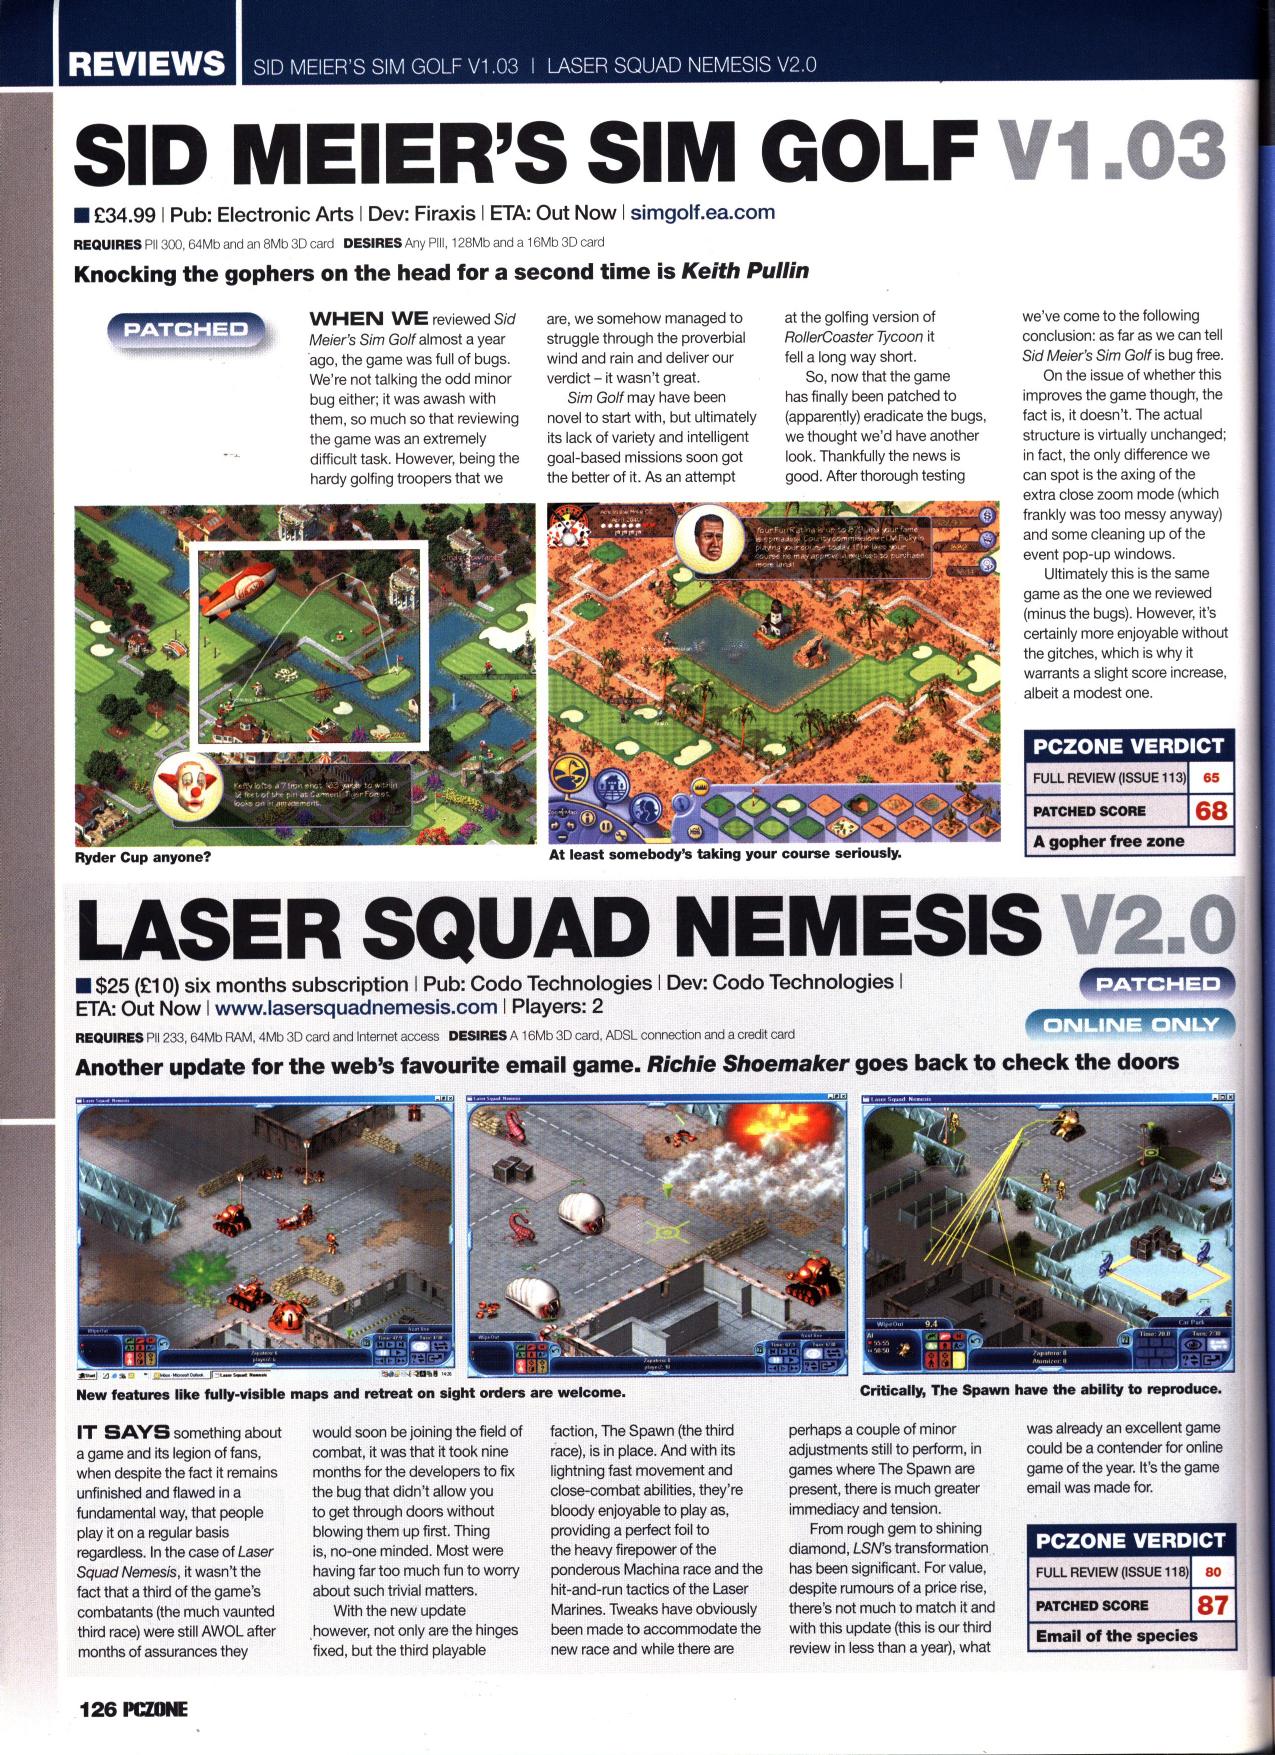 REVIEWS
SID MEIER'S SIM GOLF V1.03 | LASER SQUAD NEMESIS V2.0
SID MEIER'S SIM GOLF V1.03
■ £34.99 | Pub: Electronic Arts | Dev: Firaxis | ETA: Out Now | simgolf.ea.com
REQUIRES PII 300, 64Mb and an 8Mb 3D card DESIRES Any PIII, 128Mb and a 16Mb 3D card
Knocking the gophers on the head for a second time is Keith Pullin
PATCHED
WHEN WE reviewed Sid
Meier's Sim Golf almost a year
ago, the game was full of bugs.
We're not talking the odd minor
bug either; it was awash with
them, so much so that reviewing
the game was an extremely
difficult task. However, being the
hardy golfing troopers that we
are, we somehow managed to
struggle through the proverbial
wind and rain and deliver our
verdict – it wasn't great.
Sim Golf may have been
novel to start with, but ultimately
its lack of variety and intelligent
goal-based missions soon got
the better of it. As an attempt
at the golfing version of
RollerCoaster Tycoon it
fell a long way short.
So, now that the game
has finally been patched to
(apparently) eradicate the bugs,
we thought we'd have another
look. Thankfully the news is
good. After thorough testing
we've come to the following
conclusion: as far as we can tell
Sid Meier's Sim Golf is bug free.
On the issue of whether this
improves the game though, the
fact is, it doesn't. The actual
structure is virtually unchanged;
in fact, the only difference we
can spot is the axing of the
extra close zoom mode (which
frankly was too messy anyway)
and some cleaning up of the
event pop-up windows.
Ultimately this is the same
game as the one we reviewed
(minus the bugs). However, it's
certainly more enjoyable without
the gitches, which is why it
warrants a slight score increase,
albeit a modest one.
Ryder Cup anyone?
At least somebody's taking your course seriously.
PCZONE VERDICT
FULL REVIEW (ISSUE 113) 65
PATCHED SCORE 68
A gopher free zone
LASER SQUAD NEMESIS V2.0
■ $25 (£10) six months subscription | Pub: Codo Technologies | Dev: Codo Technologies |
ETA: Out Now | www.lasersquadnemesis.com | Players: 2
PATCHED
ONLINE ONLY
REQUIRES PII 233, 64Mb RAM, 4Mb 3D card and Internet access DESIRES A 16Mb 3D card, ADSL connection and a credit card
Another update for the web's favourite email game. Richie Shoemaker goes back to check the doors
Laser Squad Nemesis
Laser Squad Nemesis
Laser Squad Nemesis
WipeOut
WipeOut
WipeOut 9.4
Car Park
New features like fully-visible maps and retreat on sight orders are welcome.
Critically, The Spawn have the ability to reproduce.
IT SAYS something about
a game and its legion of fans,
when despite the fact it remains
unfinished and flawed in a
fundamental way, that people
play it on a regular basis
regardless. In the case of Laser
Squad Nemesis, it wasn't the
fact that a third of the game's
combatants (the much vaunted
third race) were still AWOL after
months of assurances they
would soon be joining the field of
combat, it was that it took nine
months for the developers to fix
the bug that didn't allow you
to get through doors without
blowing them up first. Thing
is, no-one minded. Most were
having far too much fun to worry
about such trivial matters.
With the new update
however, not only are the hinges
fixed, but the third playable
faction, The Spawn (the third
race), is in place. And with its
lightning fast movement and
close-combat abilities, they're
bloody enjoyable to play as,
providing a perfect foil to
the heavy firepower of the
ponderous Machina race and the
hit-and-run tactics of the Laser
Marines. Tweaks have obviously
been made to accommodate the
new race and while there are
perhaps a couple of minor
adjustments still to perform, in
games where The Spawn are
present, there is much greater
immediacy and tension.
From rough gem to shining
diamond, LSN's transformation
has been significant. For value,
despite rumours of a price rise,
there's not much to match it and
with this update (this is our third
review in less than a year), what
was already an excellent game
could be a contender for online
game of the year. It's the game
email was made for.
PCZONE VERDICT
FULL REVIEW (ISSUE 118) 80
PATCHED SCORE 87
Email of the species
126 PCZONE